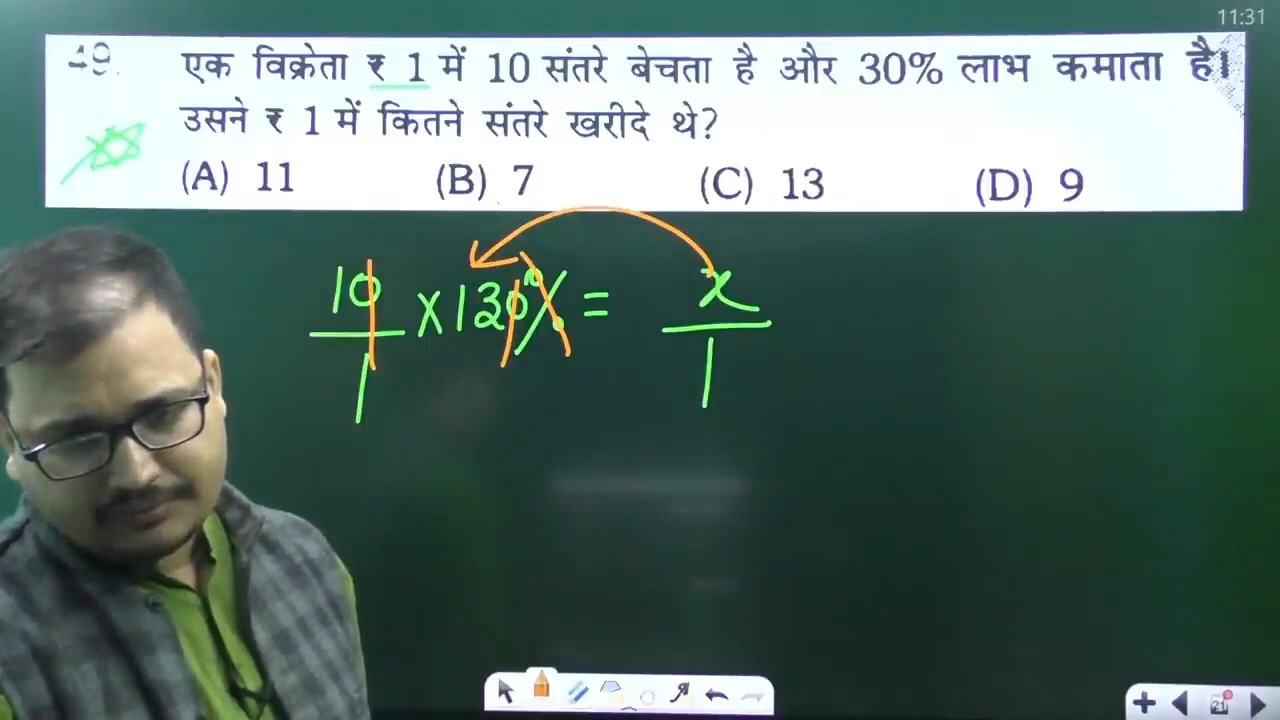 11:31
49. एक विक्रेता ₹ 1 में 10 संतरे बेचता है और 30% लाभ कमाता है।
उसने ₹ 1 में कितने संतरे खरीदे थे?
(A) 11 (B) 7 (C) 13 (D) 9
10/1 × 130% = x/1
21